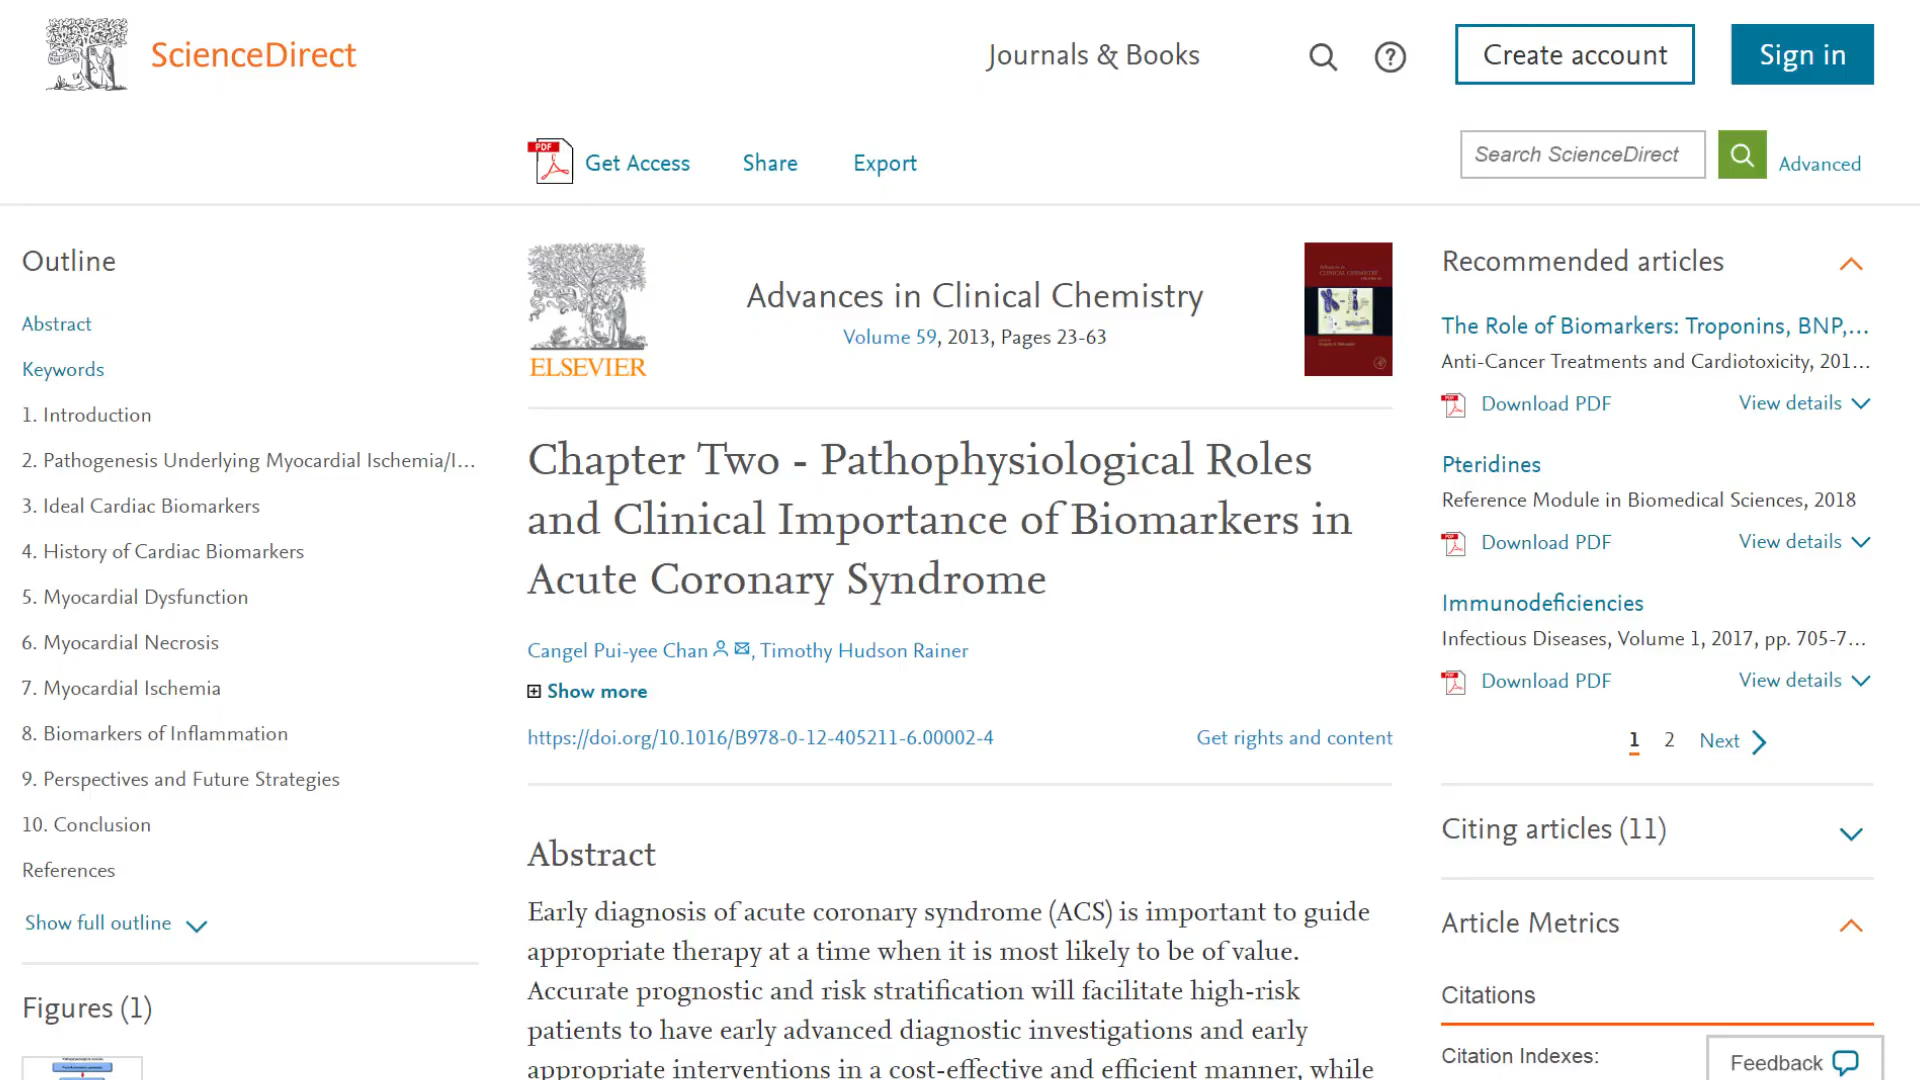 ScienceDirect
Journals & Books
Create account
Sign in
PDF
Get Access
Share
Export
Search ScienceDirect
Advanced
Outline
Abstract
Keywords
1. Introduction
2. Pathogenesis Underlying Myocardial Ischemia/I...
3. Ideal Cardiac Biomarkers
4. History of Cardiac Biomarkers
5. Myocardial Dysfunction
6. Myocardial Necrosis
7. Myocardial Ischemia
8. Biomarkers of Inflammation
9. Perspectives and Future Strategies
10. Conclusion
References
Show full outline
Figures (1)
ELSEVIER
Advances in Clinical Chemistry
Volume 59, 2013, Pages 23-63
Chapter Two - Pathophysiological Roles
and Clinical Importance of Biomarkers in
Acute Coronary Syndrome
Cangel Pui-yee Chan, Timothy Hudson Rainer
Show more
https://doi.org/10.1016/B978-0-12-405211-6.00002-4
Get rights and content
Abstract
Early diagnosis of acute coronary syndrome (ACS) is important to guide
appropriate therapy at a time when it is most likely to be of value.
Accurate prognostic and risk stratification will facilitate high-risk
patients to have early advanced diagnostic investigations and early
appropriate interventions in a cost-effective and efficient manner, while
Recommended articles
The Role of Biomarkers: Troponins, BNP,...
Anti-Cancer Treatments and Cardiotoxicity, 201...
Download PDF
View details
Pteridines
Reference Module in Biomedical Sciences, 2018
Download PDF
View details
Immunodeficiencies
Infectious Diseases, Volume 1, 2017, pp. 705-7...
Download PDF
View details
1 2 Next
Citing articles (11)
Article Metrics
Citations
Citation Indexes:
Feedback